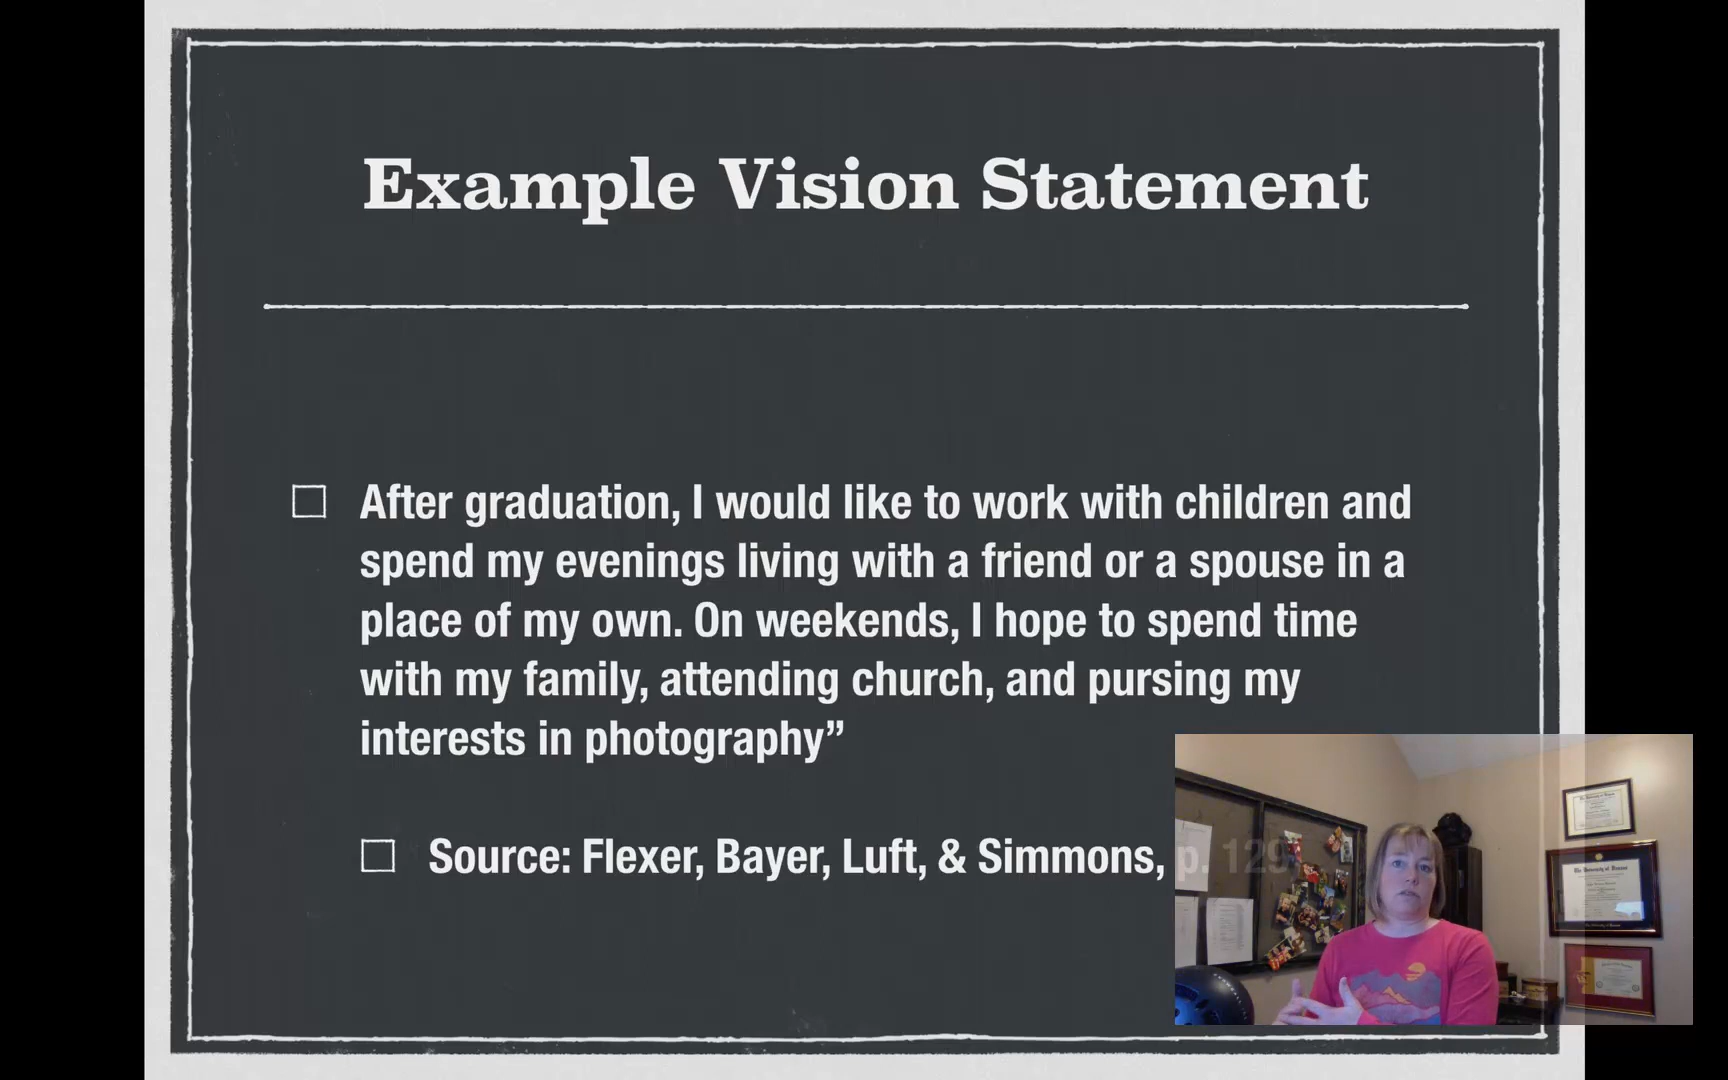 Example Vision Statement
After graduation, I would like to work with children and
spend my evenings living with a friend or a spouse in a
place of my own. On weekends, I hope to spend time
with my family, attending church, and pursing my
interests in photography”
Source: Flexer, Bayer, Luft, & Simmons, p. 129